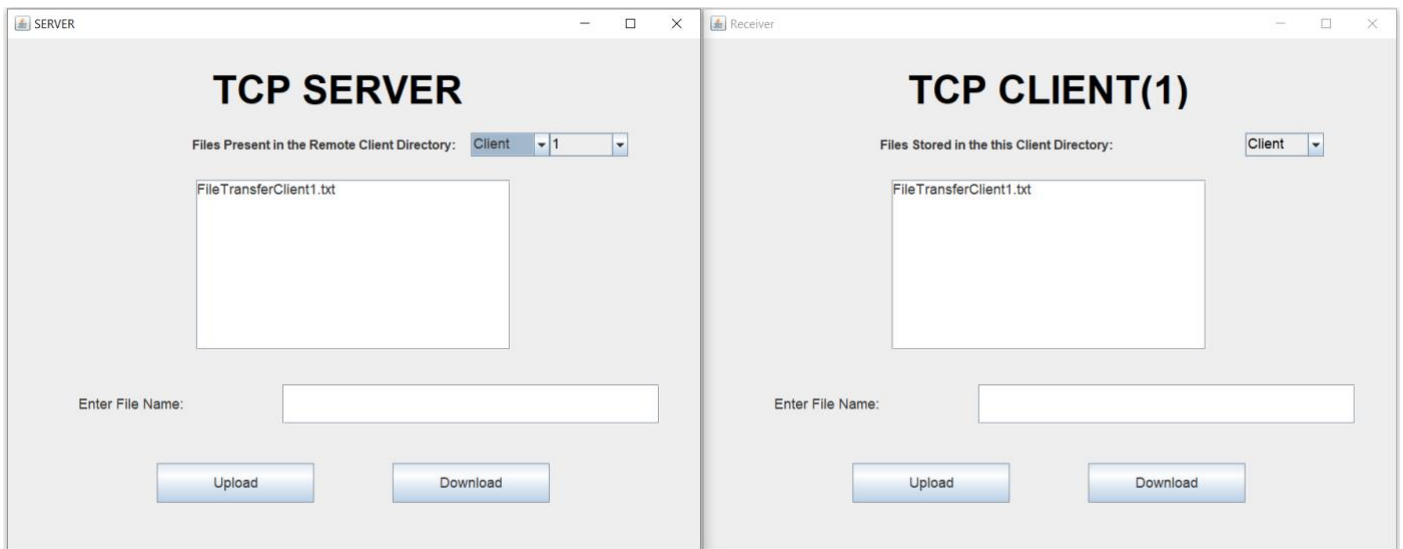 SERVER
TCP SERVER
Files Present in the Remote Client Directory: Client 1
FileTransferClient1.txt
Enter File Name:
Upload Download
Receiver
TCP CLIENT(1)
Files Stored in the this Client Directory: Client
FileTransferClient1.txt
Enter File Name:
Upload Download